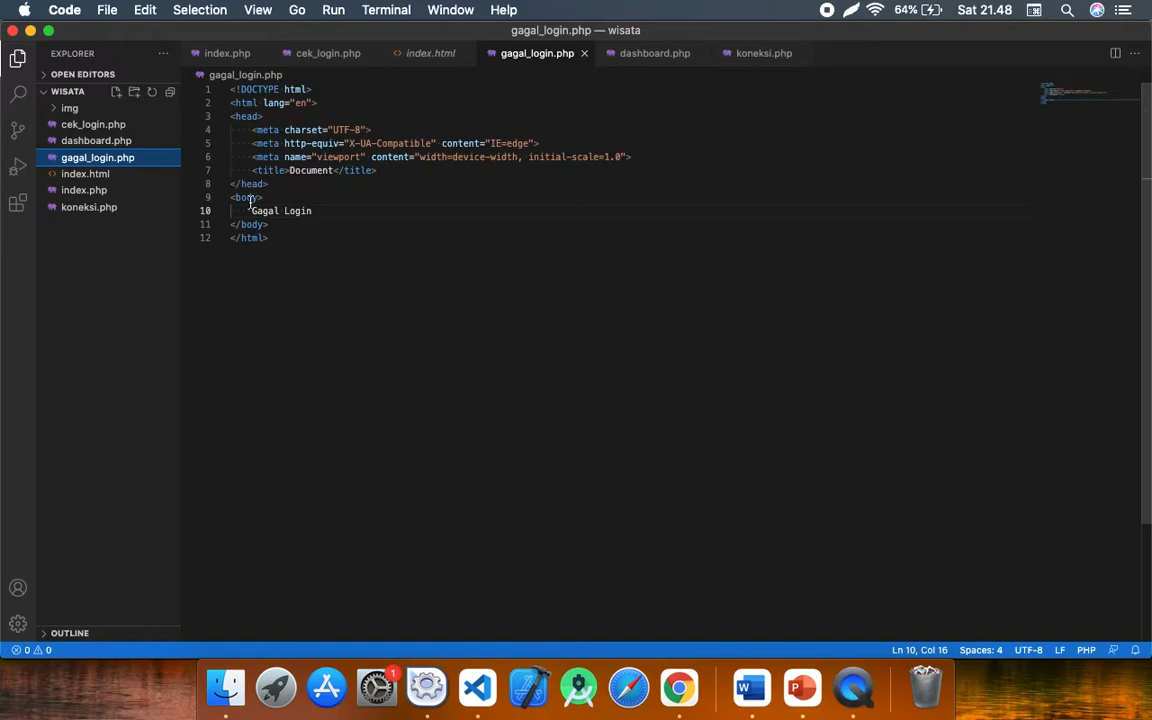 Code File Edit Selection View Go Run Terminal Window Help 64% Sat 21.48
gagal_login.php — wisata
EXPLORER
OPEN EDITORS
WISATA
img
cek_login.php
dashboard.php
gagal_login.php
index.html
index.php
koneksi.php
OUTLINE
index.php cek_login.php index.html gagal_login.php dashboard.php koneksi.php
gagal_login.php
1 <!DOCTYPE html>
2 <html lang="en">
3 <head>
4 <meta charset="UTF-8">
5 <meta http-equiv="X-UA-Compatible" content="IE=edge">
6 <meta name="viewport" content="width=device-width, initial-scale=1.0">
7 <title>Document</title>
8 </head>
9 <body>
10 Gagal Login
11 </body>
12 </html>
0 0 Ln 10, Col 16 Spaces: 4 UTF-8 LF PHP
1
W P